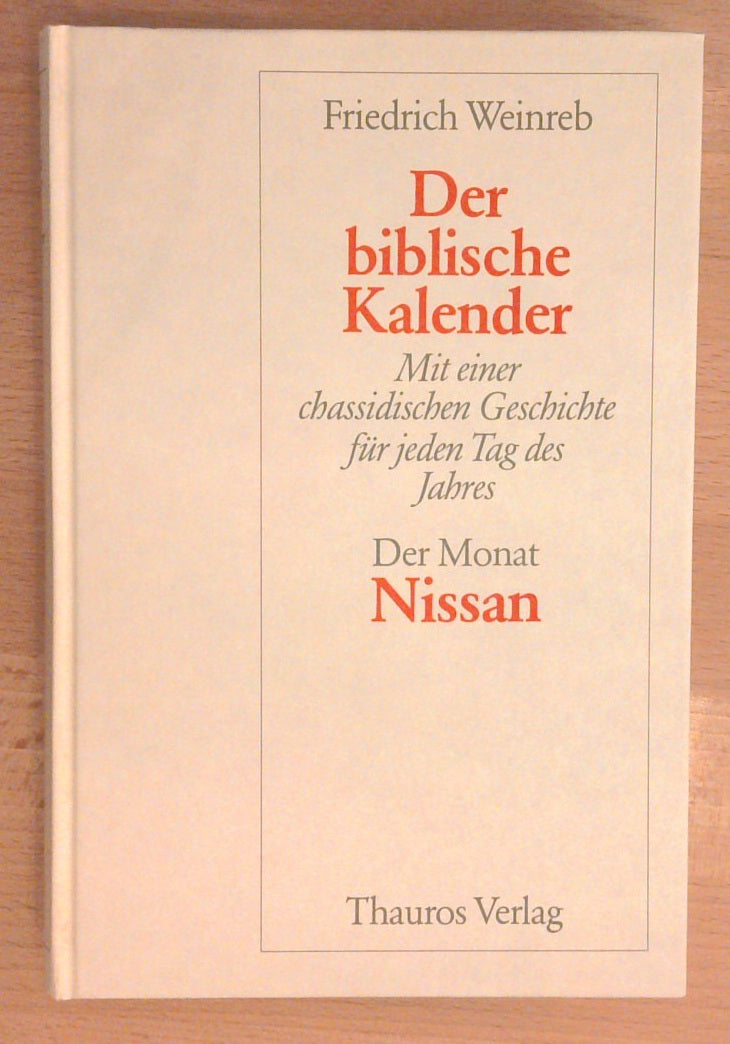 Friedrich Weinreb
Der
biblische
Kalender
Mit einer
chassidischen Geschichte
für jeden Tag des
Jahres
Der Monat
Nissan
Thauros Verlag